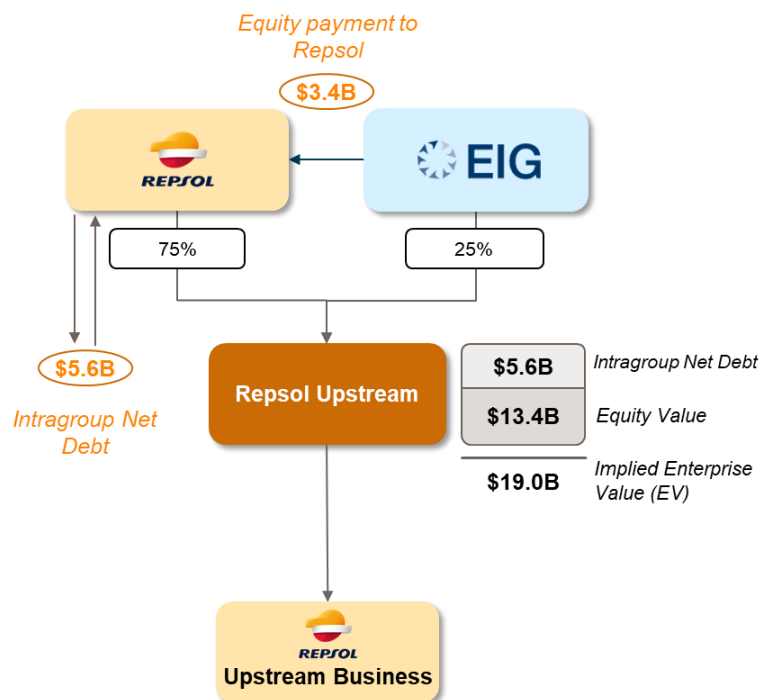 Equity payment to
Repsol
$3.4B
REPSOL
EIG
75%
25%
$5.6B
Intragroup Net
Debt
Repsol Upstream
$5.6B
Intragroup Net Debt
$13.4B
Equity Value
$19.0B
Implied Enterprise
Value (EV)
REPSOL
Upstream Business